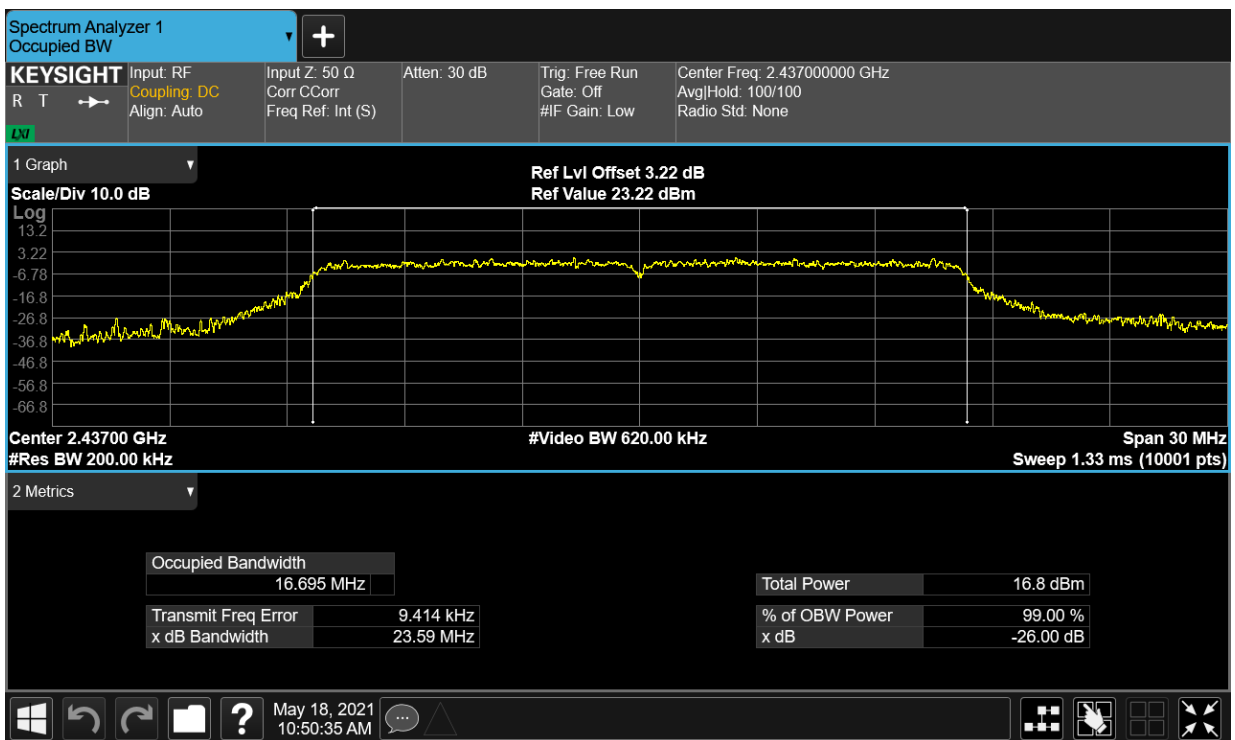 Spectrum Analyzer 1
Occupied BW
KEYSIGHT
R T
LXI
Input: RF
Coupling: DC
Align: Auto
Input Z: 50 Ω
Corr CCorr
Freq Ref: Int (S)
Atten: 30 dB
Trig: Free Run
Gate: Off
#IF Gain: Low
Center Freq: 2.437000000 GHz
Avg|Hold: 100/100
Radio Std: None
1 Graph
Scale/Div 10.0 dB
Ref Lvl Offset 3.22 dB
Ref Value 23.22 dBm
Log
13.2
3.22
-6.78
-16.8
-26.8
-36.8
-46.8
-56.8
-66.8
Center 2.43700 GHz
#Video BW 620.00 kHz
Span 30 MHz
#Res BW 200.00 kHz
Sweep 1.33 ms (10001 pts)
2 Metrics
Occupied Bandwidth
16.695 MHz
Total Power 16.8 dBm
Transmit Freq Error 9.414 kHz
% of OBW Power 99.00 %
x dB Bandwidth 23.59 MHz
x dB -26.00 dB
?
May 18, 2021
10:50:35 AM